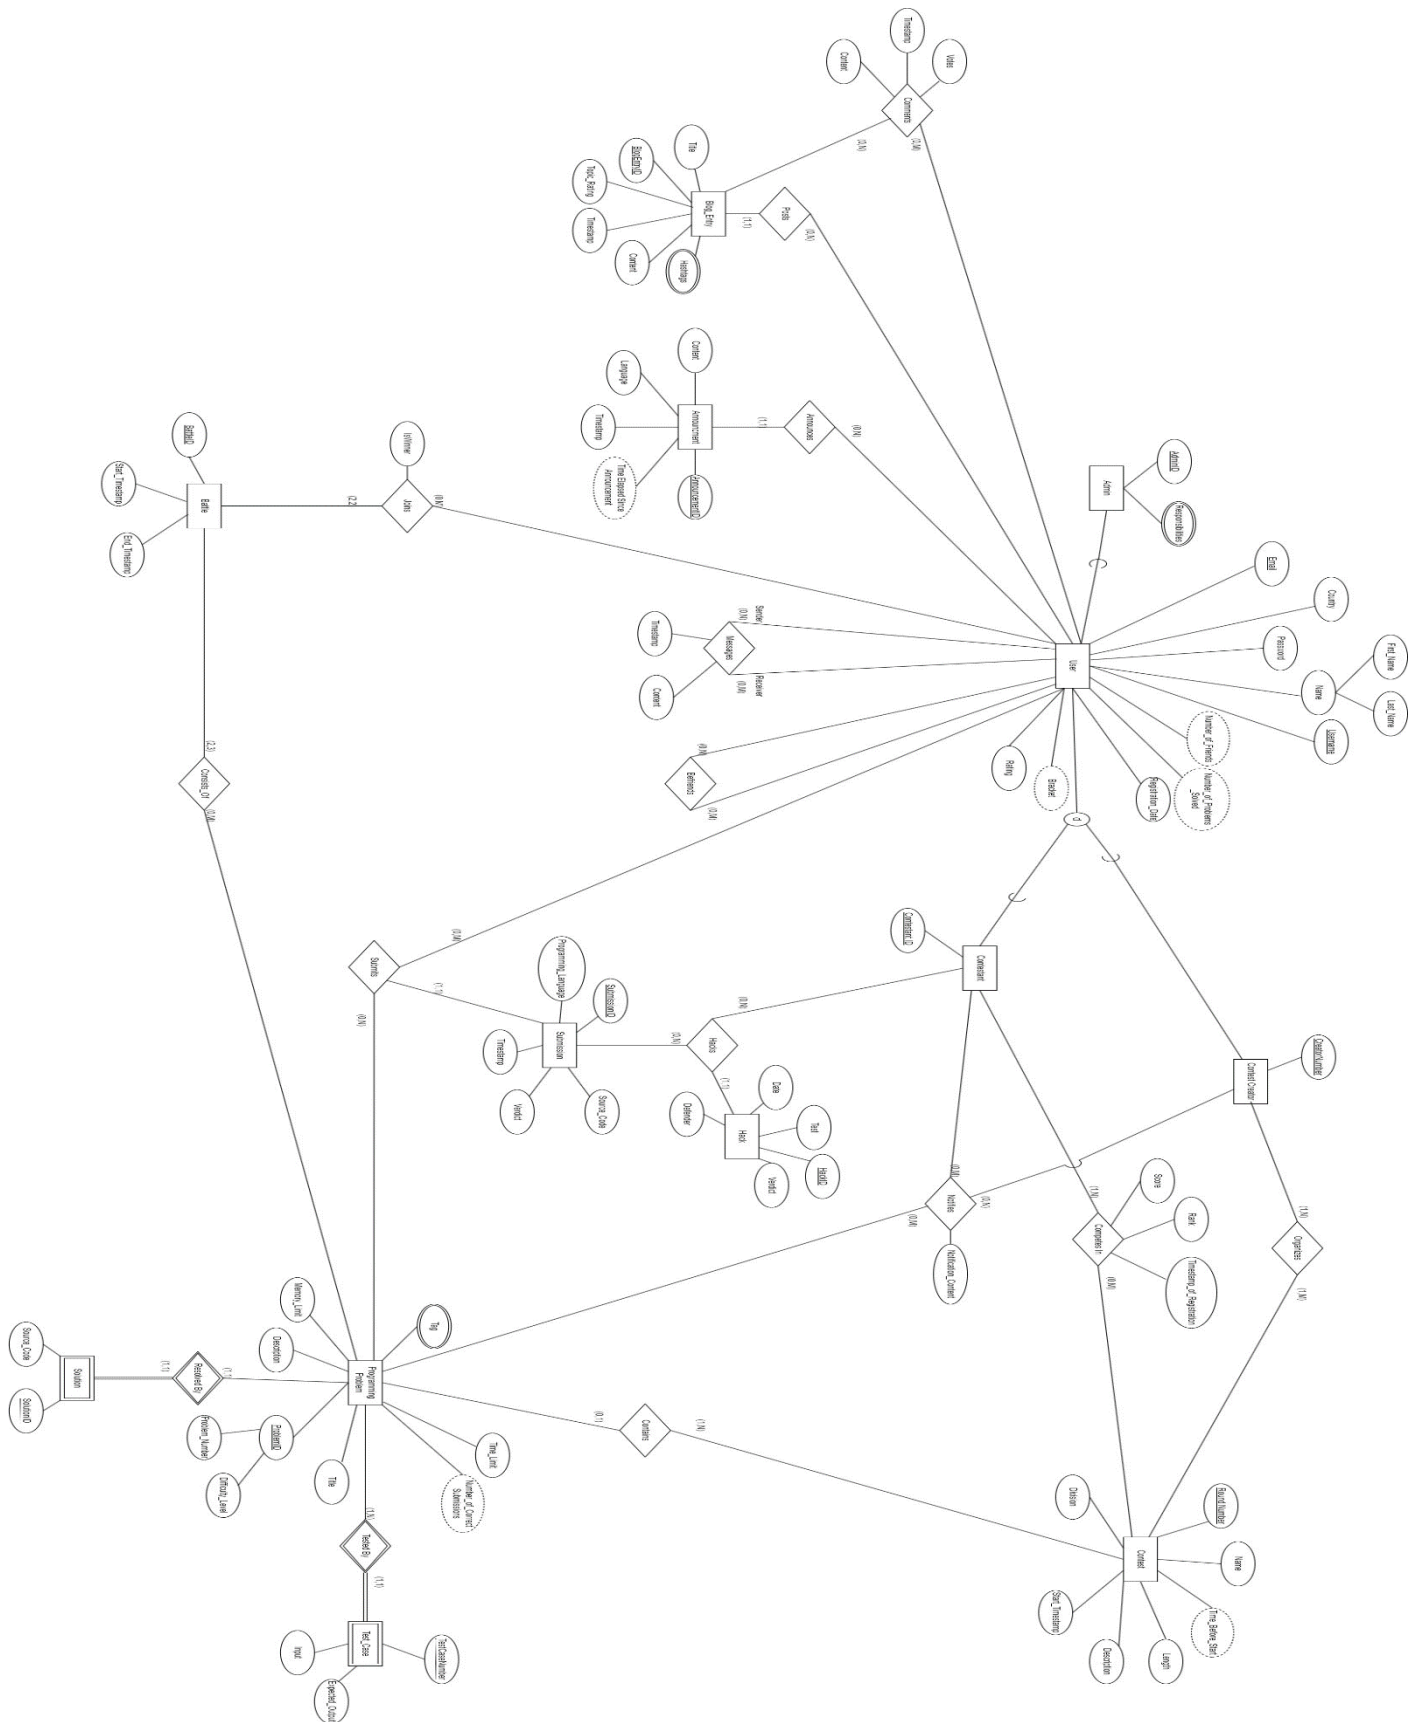 Timestamp
Votes
Content
Comments
(0,N)
(0,M)
Title
BlogEntryID
Topic_Rating
Timestamp
Content
Hashtags
Blog_Entry
(1,1)
Posts
(0,N)
Content
Language
Timestamp
Time Elapsed Since
Announcement
AnnouncementID
Announcment
(1,1)
Announces
(0,N)
AdminID
Responsibilities
Admin
BattleID
Start_Timestamp
End_Timestamp
Battle
IsWinner
Joins
(2,2)
(0,M)
Email
Country
Password
Name
First_Name
Last_Name
Username
Number_of_Friends
Number_of_Problems
_Solved
Registration_Date
Bracket
Rating
User
Sender
(0,N)
Messages
Receiver
(0,M)
Timestamp
Content
(0,N)
Befriends
(0,M)
(2,3)
Consists_Of
(0,M)
d
Contestant_ID
Contestant
CreatorNumber
Contest Creator
(0,M)
Submits
(1,1)
(0,N)
Programming_Language
SubmissionID
Submission
Timestamp
Verdict
Source_Code
(0,N)
Hacks
(0,N)
(1,1)
Date
Defender
Hack
Test
HackID
Verdict
(0,M)
Notifies
(0,N)
(0,M)
Notification_Content
(1,N)
Competes In
(0,M)
Score
Rank
Timestamp_of_Registration
(1,N)
Organizes
(1,M)
Memory_Limit
Description
Tag
Programming
Problem
Source_Code
SolutionID
Solution
(1,1)
Resolved By
(1,1)
ProblemID
Problem_Number
Difficulty_Level
Title
Time_Limit
Number_of_Correct
Submissions
(0,1)
Contains
(1,N)
(1,N)
Tested By
(1,1)
Test_Case
Input
TestCaseNumber
Expected_Output
Division
Round Number
Name
Contest
Time_Before_Start
Start_Timestamp
Description
Length